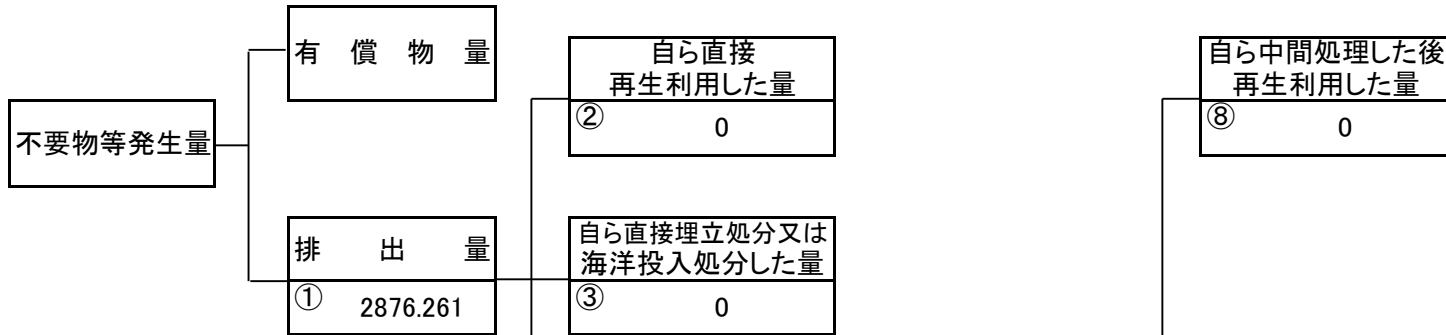 有償物量
自ら直接
再生利用した量
②
0
自ら中間処理した後
再生利用した量
⑧
0
不要物等発生量
排出量
①
2876.261
自ら直接埋立処分又は
海洋投入処分した量
③
0